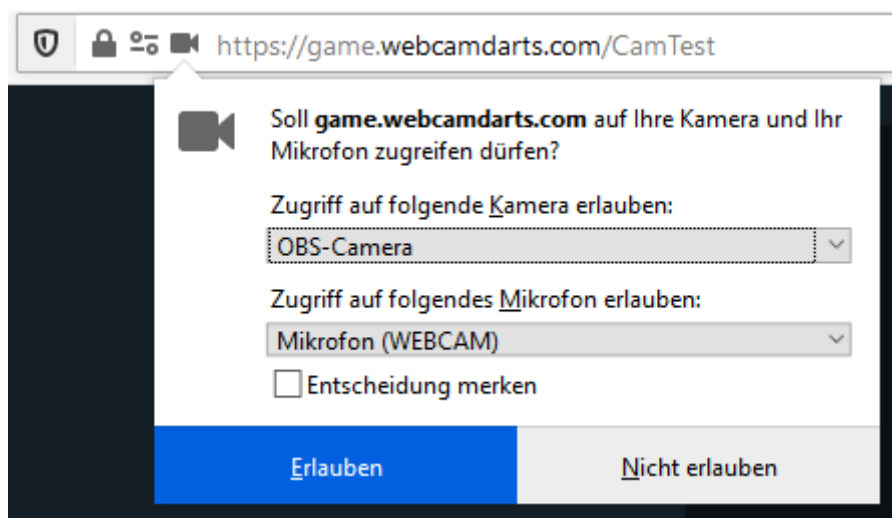 https://game.webcamdarts.com/CamTest
Soll game.webcamdarts.com auf Ihre Kamera und Ihr
Mikrofon zugreifen dürfen?
Zugriff auf folgende Kamera erlauben:
OBS-Camera
Zugriff auf folgendes Mikrofon erlauben:
Mikrofon (WEBCAM)
Entscheidung merken
Erlauben
Nicht erlauben